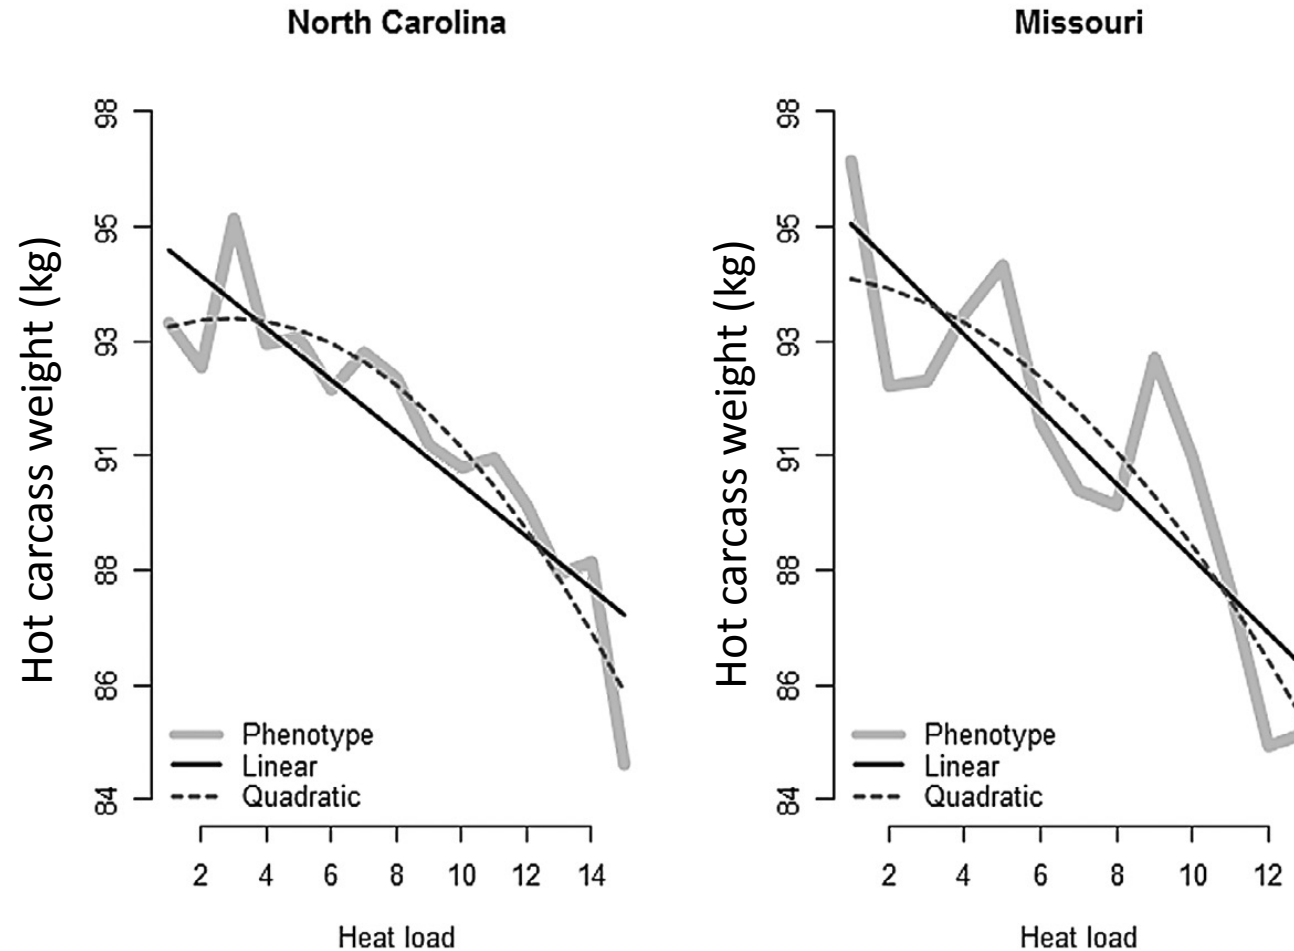 North Carolina
Hot carcass weight (kg)
98
95
93
91
88
86
84
Phenotype
Linear
Quadratic
2 4 6 8 10 12 14
Heat load
Missouri
Hot carcass weight (kg)
98
95
93
91
88
86
84
Phenotype
Linear
Quadratic
2 4 6 8 10 12
Heat load